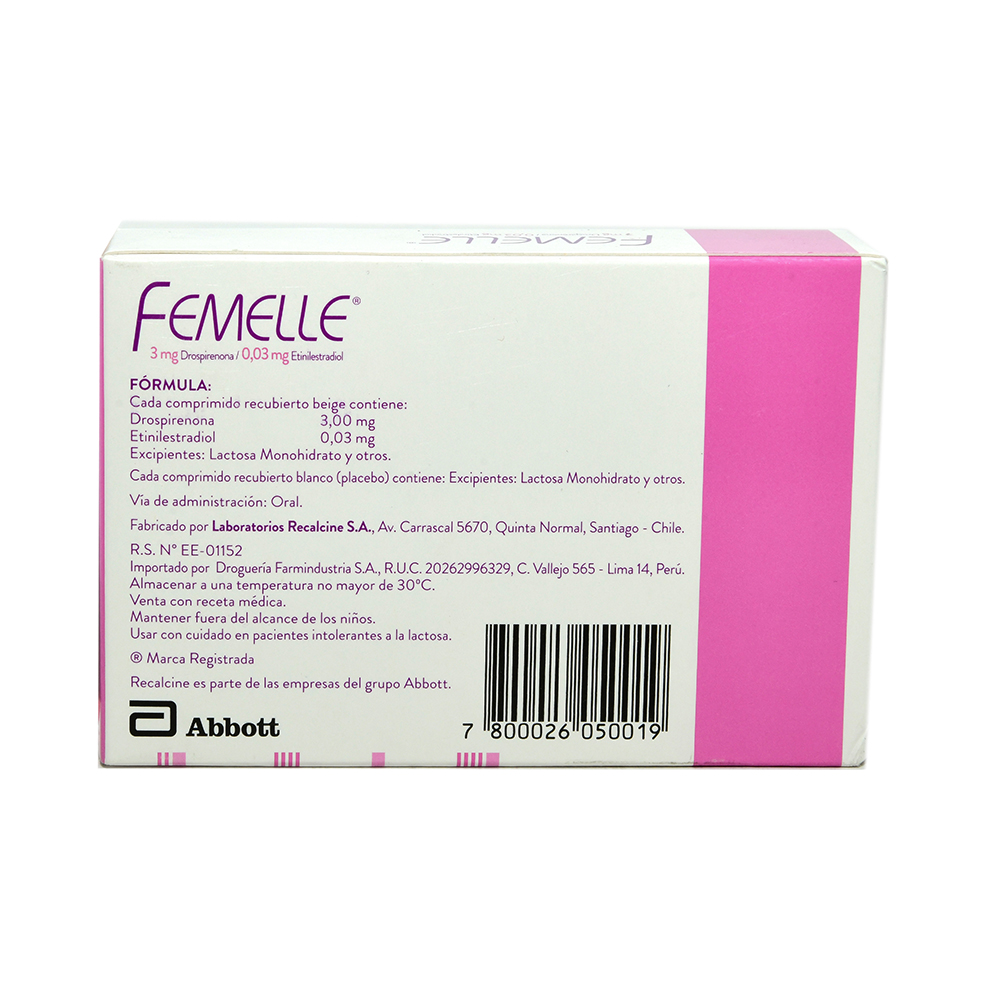 FEMELLE
FEMELLE®
3 mg Drospirenona / 0,03 mg Etinilestradiol
FÓRMULA:
Cada comprimido recubierto beige contiene:
Drospirenona 3,00 mg
Etinilestradiol 0,03 mg
Excipientes: Lactosa Monohidrato y otros.
Cada comprimido recubierto blanco (placebo) contiene: Excipientes: Lactosa Monohidrato y otros.
Vía de administración: Oral.
Fabricado por Laboratorios Recalcine S.A., Av. Carrascal 5670, Quinta Normal, Santiago - Chile.
R.S. N° EE-01152
Importado por Droguería Farmindustria S.A., R.U.C. 20262996329, C. Vallejo 565 - Lima 14, Perú.
Almacenar a una temperatura no mayor de 30°C.
Venta con receta médica.
Mantener fuera del alcance de los niños.
Usar con cuidado en pacientes intolerantes a la lactosa.
® Marca Registrada
Recalcine es parte de las empresas del grupo Abbott.
Abbott
7 800026 050019